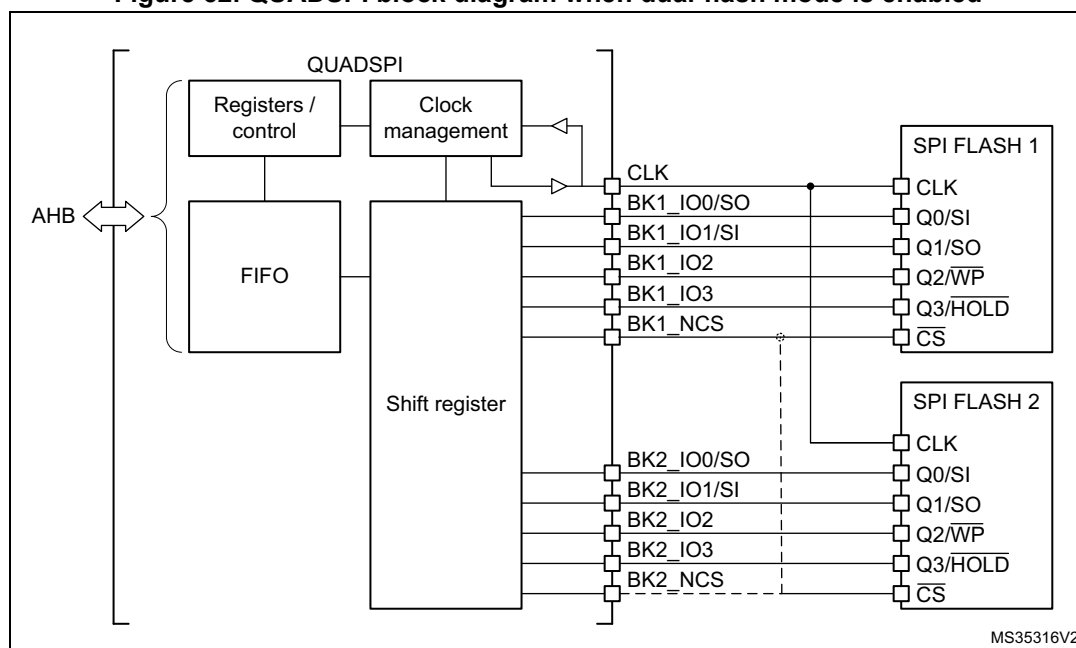 Figure 62. QUADSPI block diagram when dual-flash mode is enabled
QUADSPI
Registers /
control
Clock
management
AHB
FIFO
Shift register
CLK
BK1_IO0/SO
BK1_IO1/SI
BK1_IO2
BK1_IO3
BK1_NCS
SPI FLASH 1
CLK
Q0/SI
Q1/SO
Q2/WP
Q3/HOLD
CS
BK2_IO0/SO
BK2_IO1/SI
BK2_IO2
BK2_IO3
BK2_NCS
SPI FLASH 2
CLK
Q0/SI
Q1/SO
Q2/WP
Q3/HOLD
CS
MS35316V2